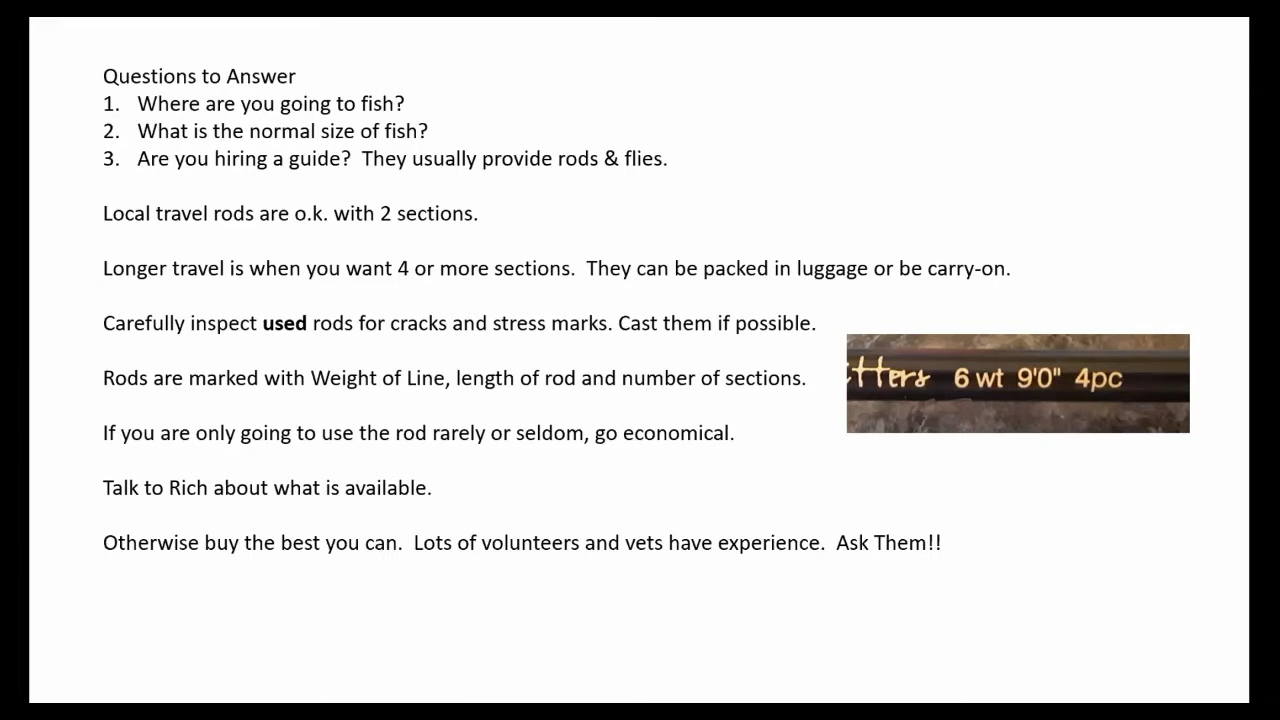 Questions to Answer
1. Where are you going to fish?
2. What is the normal size of fish?
3. Are you hiring a guide? They usually provide rods & flies.
Local travel rods are o.k. with 2 sections.
Longer travel is when you want 4 or more sections. They can be packed in luggage or be carry-on.
Carefully inspect used rods for cracks and stress marks. Cast them if possible.
Rods are marked with Weight of Line, length of rod and number of sections.
6 wt 9'0" 4pc
If you are only going to use the rod rarely or seldom, go economical.
Talk to Rich about what is available.
Otherwise buy the best you can. Lots of volunteers and vets have experience. Ask Them!!